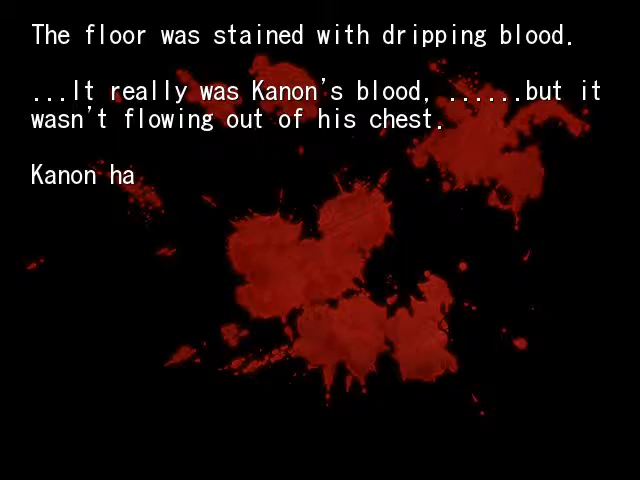 The floor was stained with dripping blood.
...It really was Kanon's blood, ......but it
wasn't flowing out of his chest.
Kanon ha